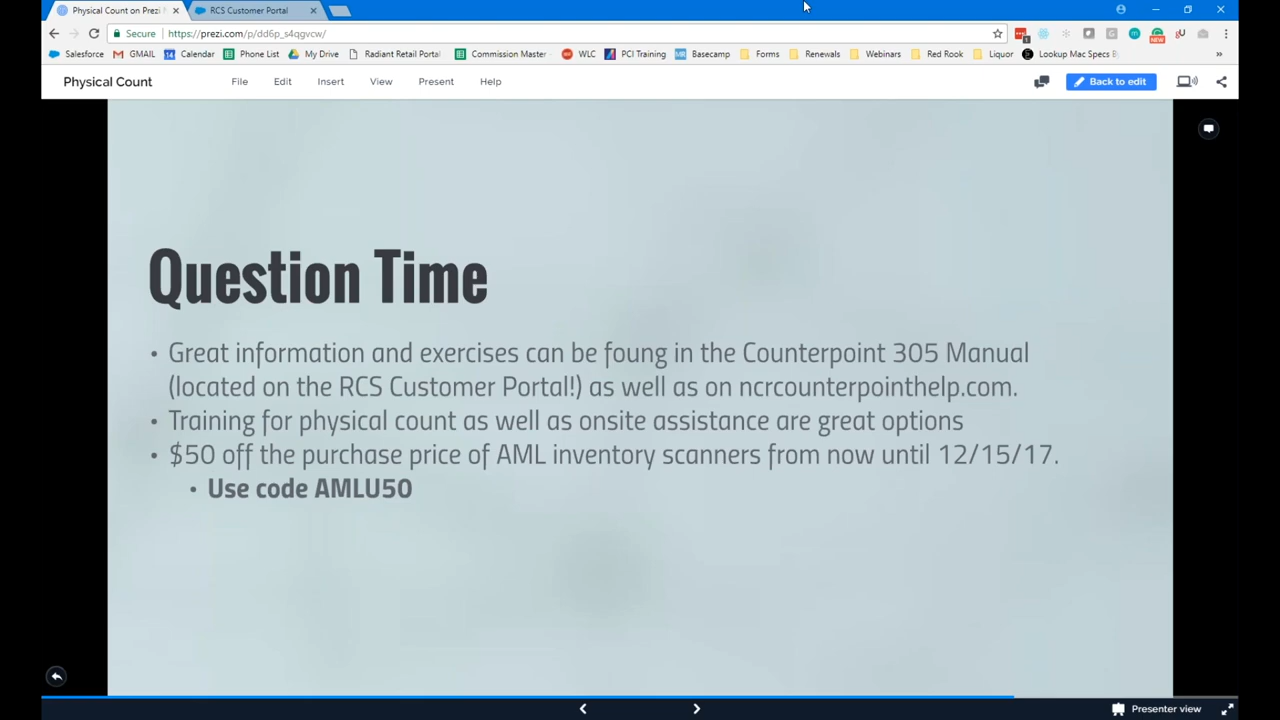 Physical Count on Prezi
RCS Customer Portal
Secure https://prezi.com/p/dd6p_s4qgvcw/
Salesforce GMAIL Calendar Phone List My Drive Radiant Retail Portal Commission Master WLC PCI Training Basecamp Forms Renewals Webinars Red Rook Liquor Lookup Mac Specs
Physical Count File Edit Insert View Present Help Back to edit
Question Time
• Great information and exercises can be foung in the Counterpoint 305 Manual
(located on the RCS Customer Portal!) as well as on ncrcounterpointhelp.com.
• Training for physical count as well as onsite assistance are great options
• $50 off the purchase price of AML inventory scanners from now until 12/15/17.
• Use code AMLU50
Presenter view